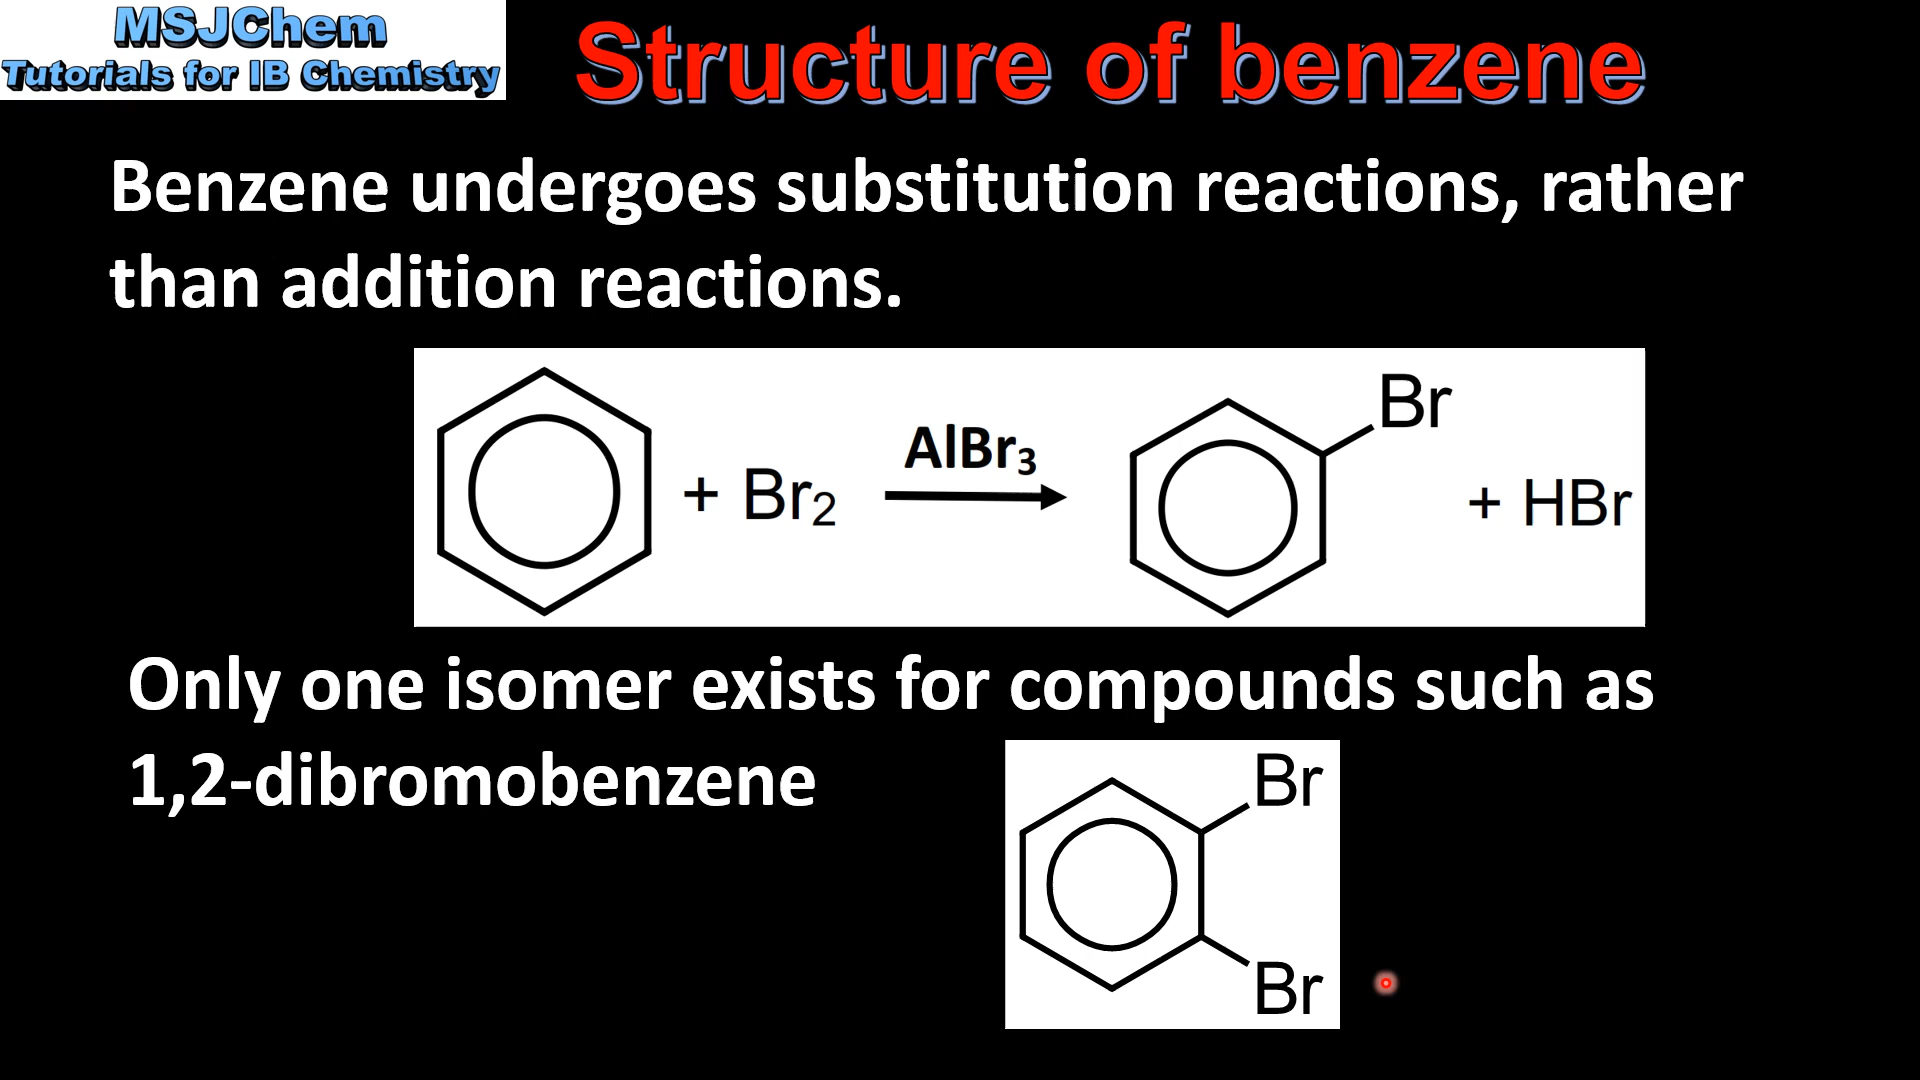 MSJChem
Tutorials for IB Chemistry
Structure of benzene
Benzene undergoes substitution reactions, rather
than addition reactions.
+ Br₂ AlBr₃ Br + HBr
Only one isomer exists for compounds such as
1,2-dibromobenzene
Br
Br